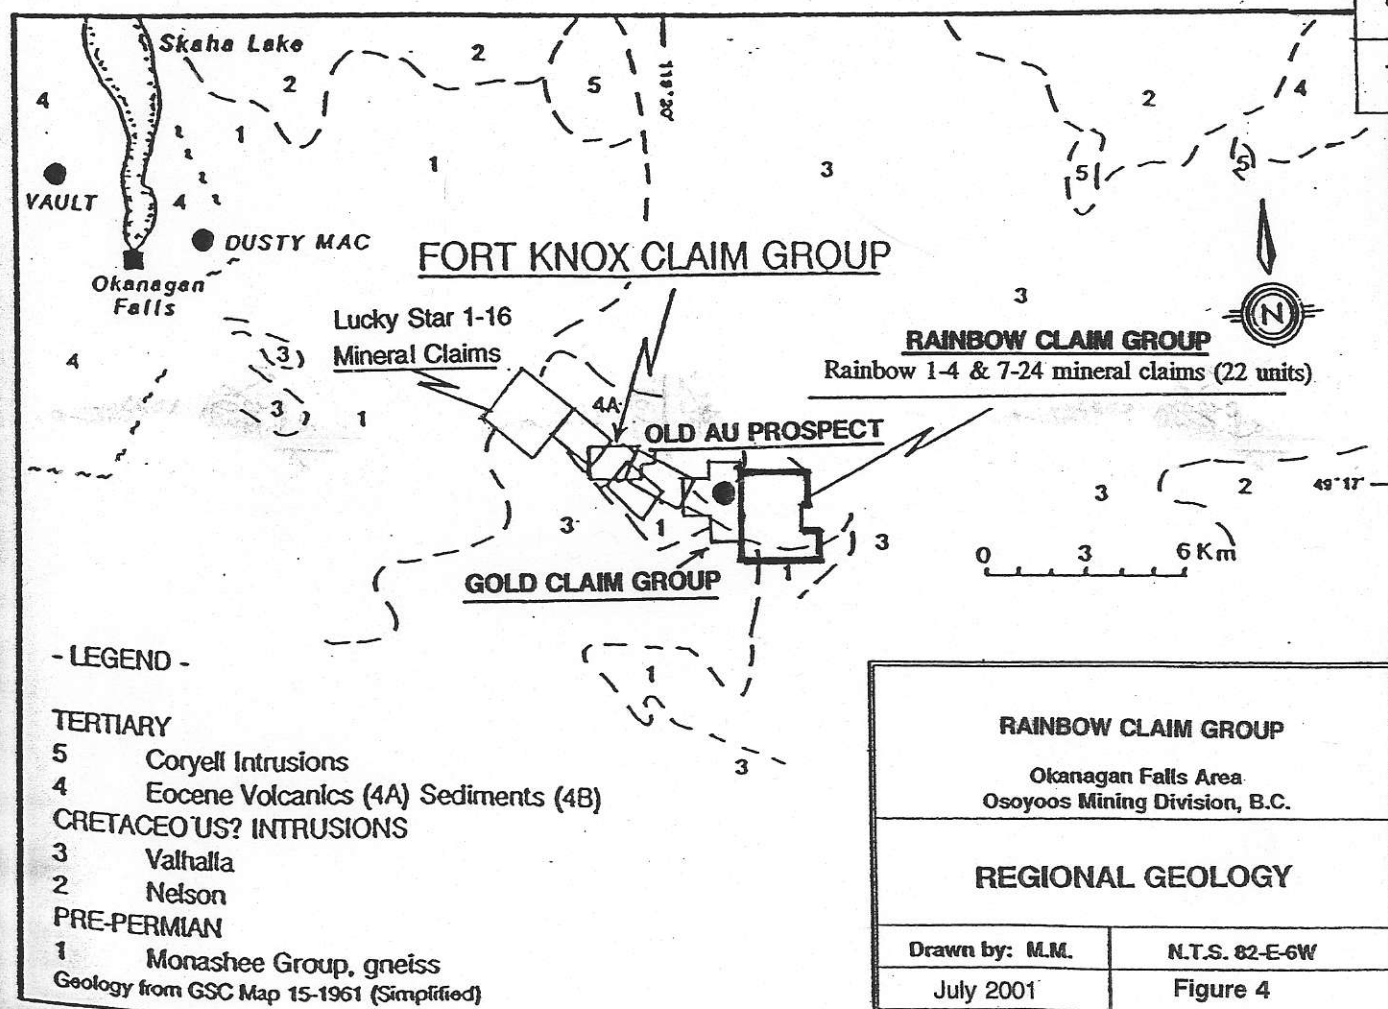 Skaha Lake
2
2
5
119°20'
2
4
4
1
1
3
5
5
VAULT
4
DUSTY MAC
FORT KNOX CLAIM GROUP
Okanagan
Falls
3
N
Lucky Star 1-16
Mineral Claims
RAINBOW CLAIM GROUP
Rainbow 1-4 & 7-24 mineral claims (22 units)
4
3
3
1
4A
OLD AU PROSPECT
3
2
49°17'
3
1
3
0 3 6 Km
GOLD CLAIM GROUP
1
1
3
- LEGEND -
TERTIARY
5 Coryell Intrusions
4 Eocene Volcanics (4A) Sediments (4B)
CRETACEOUS? INTRUSIONS
3 Valhalla
2 Nelson
PRE-PERMIAN
1 Monashee Group, gneiss
Geology from GSC Map 15-1961 (Simplified)
RAINBOW CLAIM GROUP
Okanagan Falls Area
Osoyoos Mining Division, B.C.
REGIONAL GEOLOGY
Drawn by: M.M.
N.T.S. 82-E-6W
July 2001
Figure 4